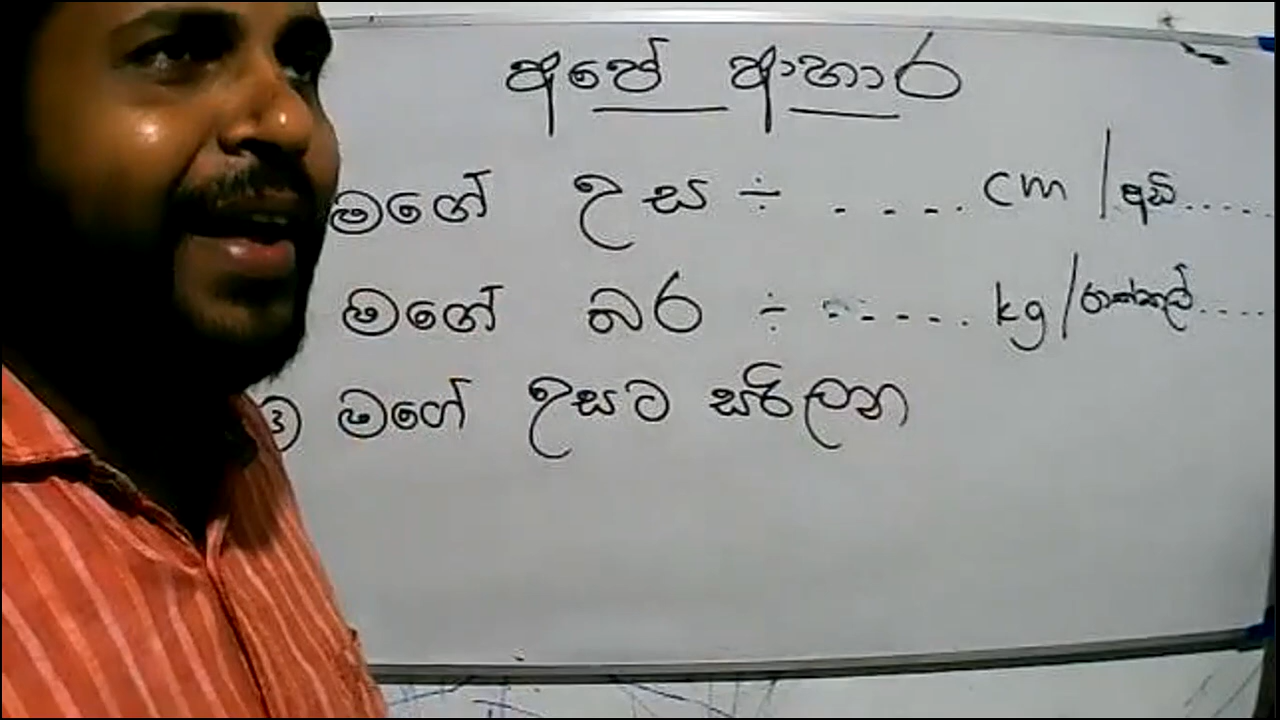 අපේ ආහාර
මගේ උස ÷ ..... cm / අඩි.....
මගේ බර ÷ ...... kg / රාත්තල්....
③ මගේ උසට සරිලන